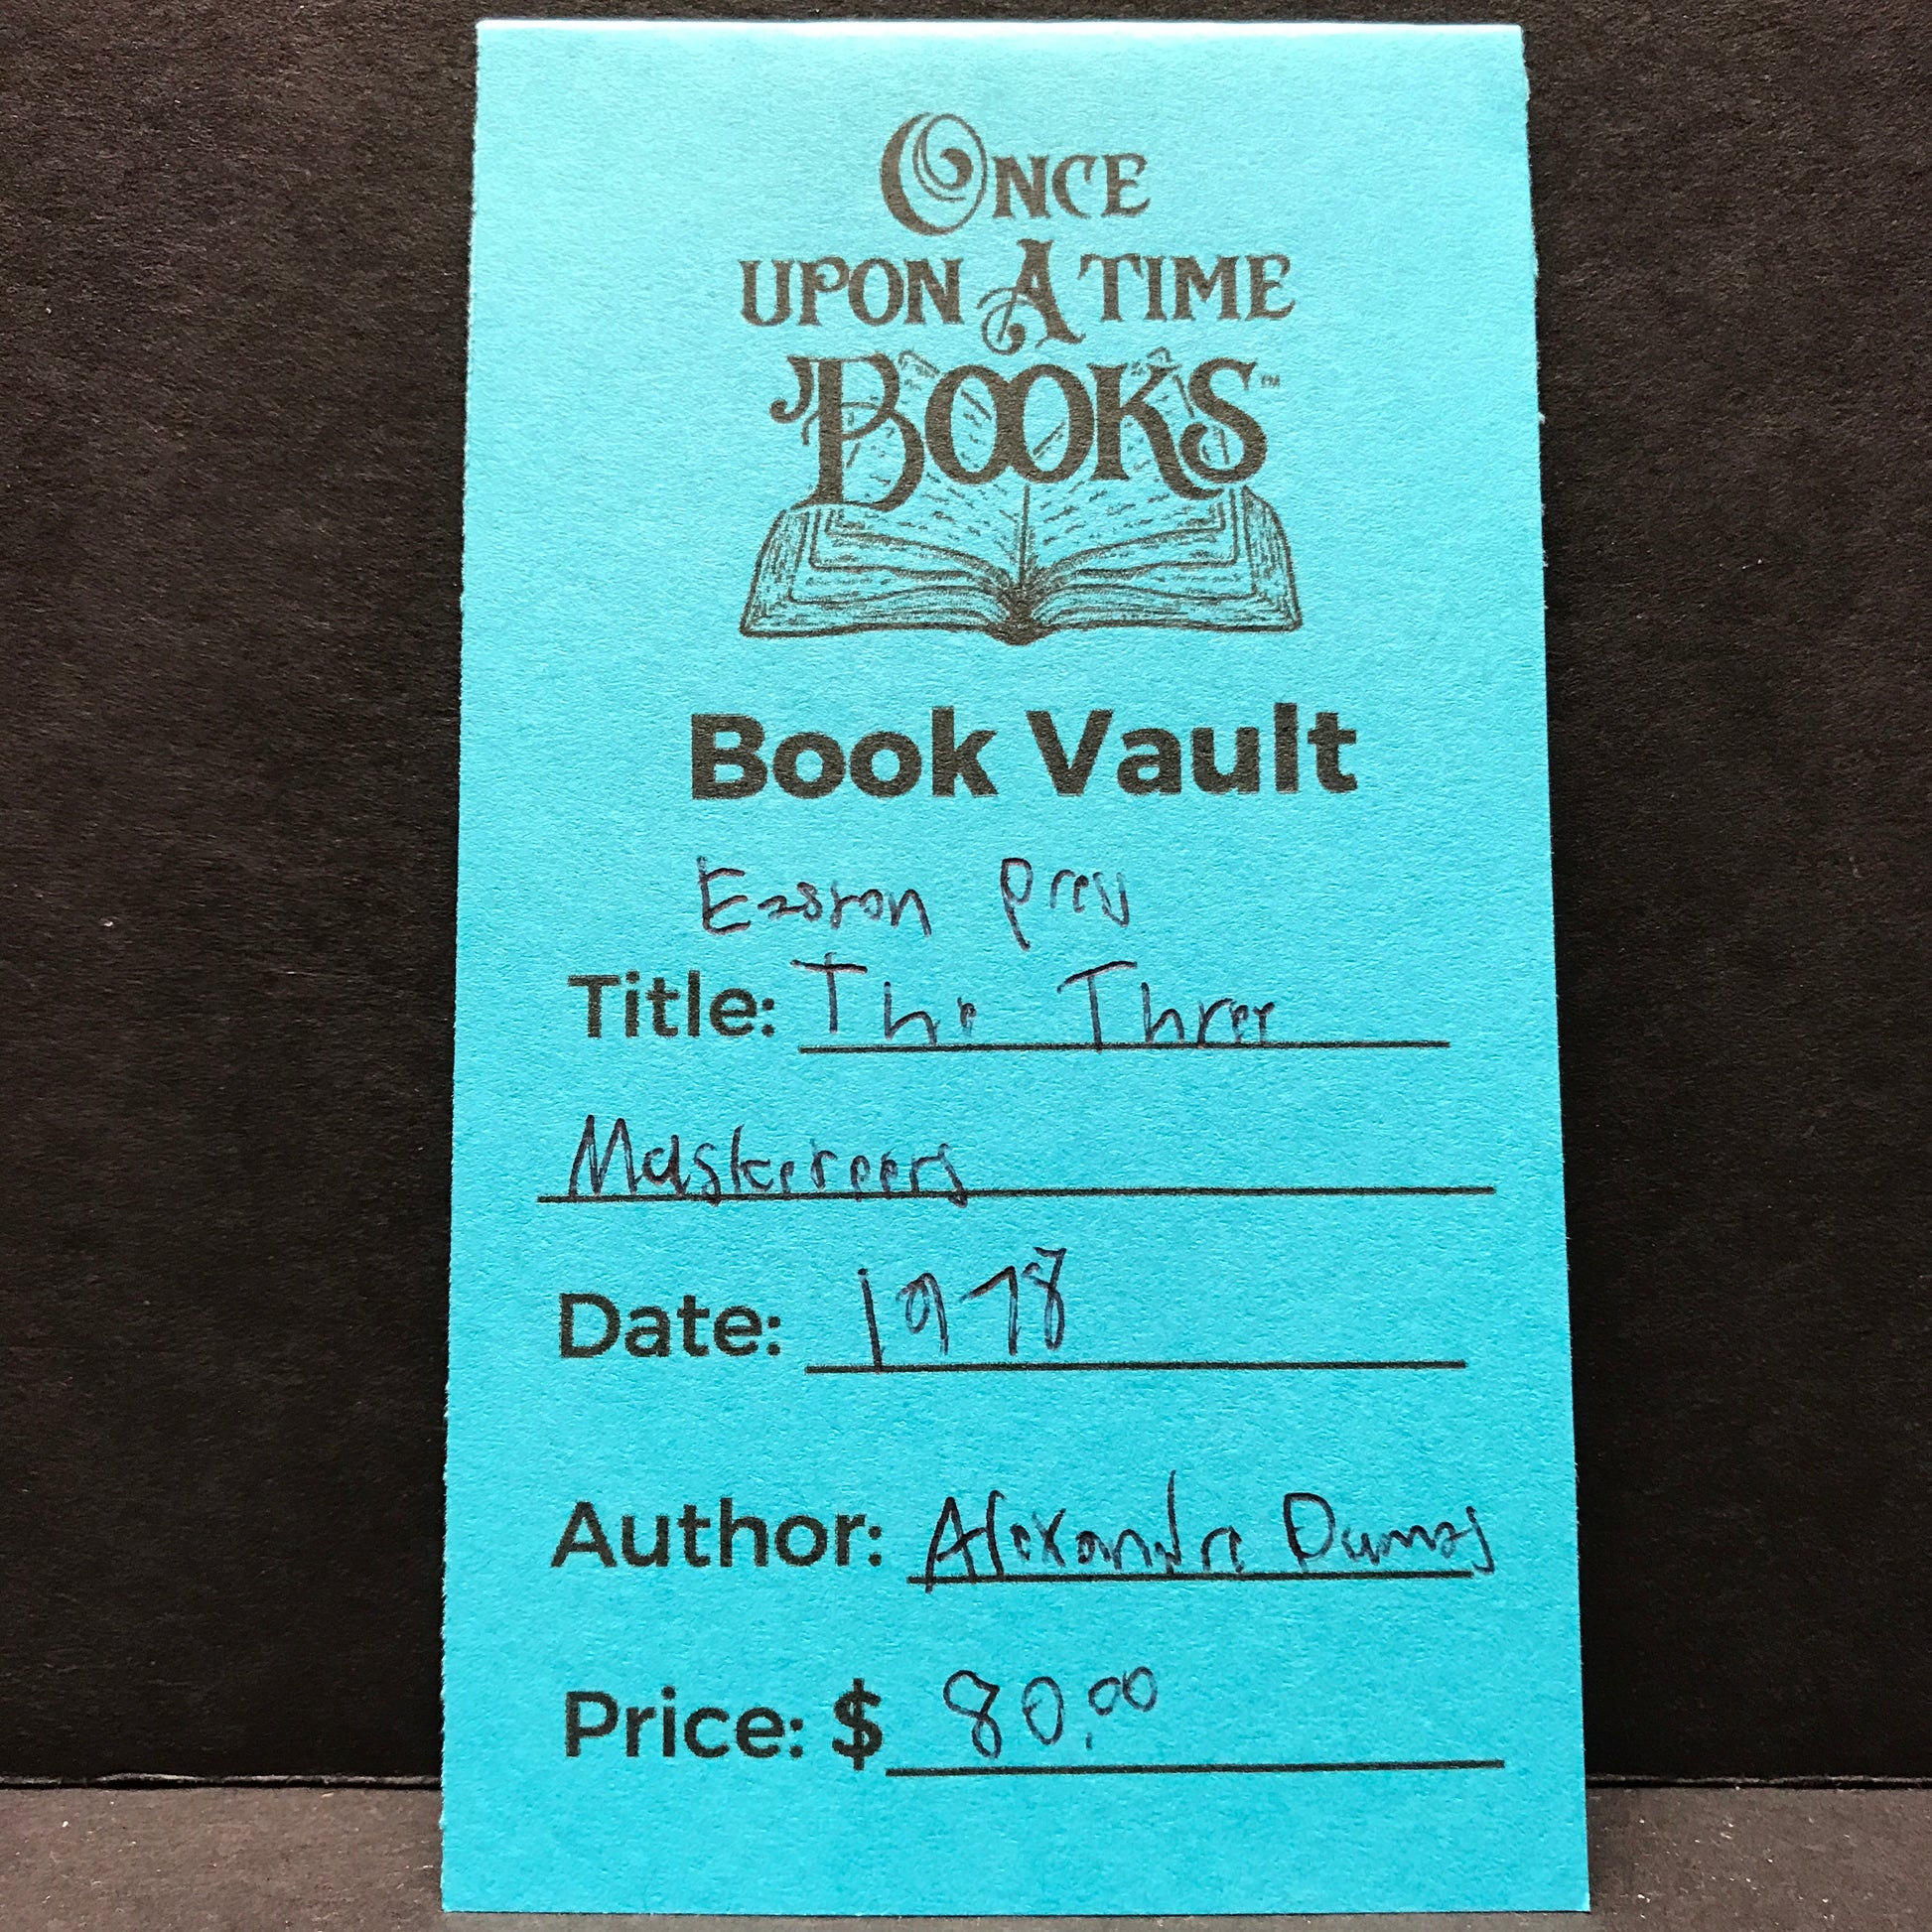 ONCE
UPON A TIME
BOOKS™
Book Vault
Easton Press
Title: The Three
Musketeers
Date: 1978
Author: Alexandre Dumas
Price: $ 80.00